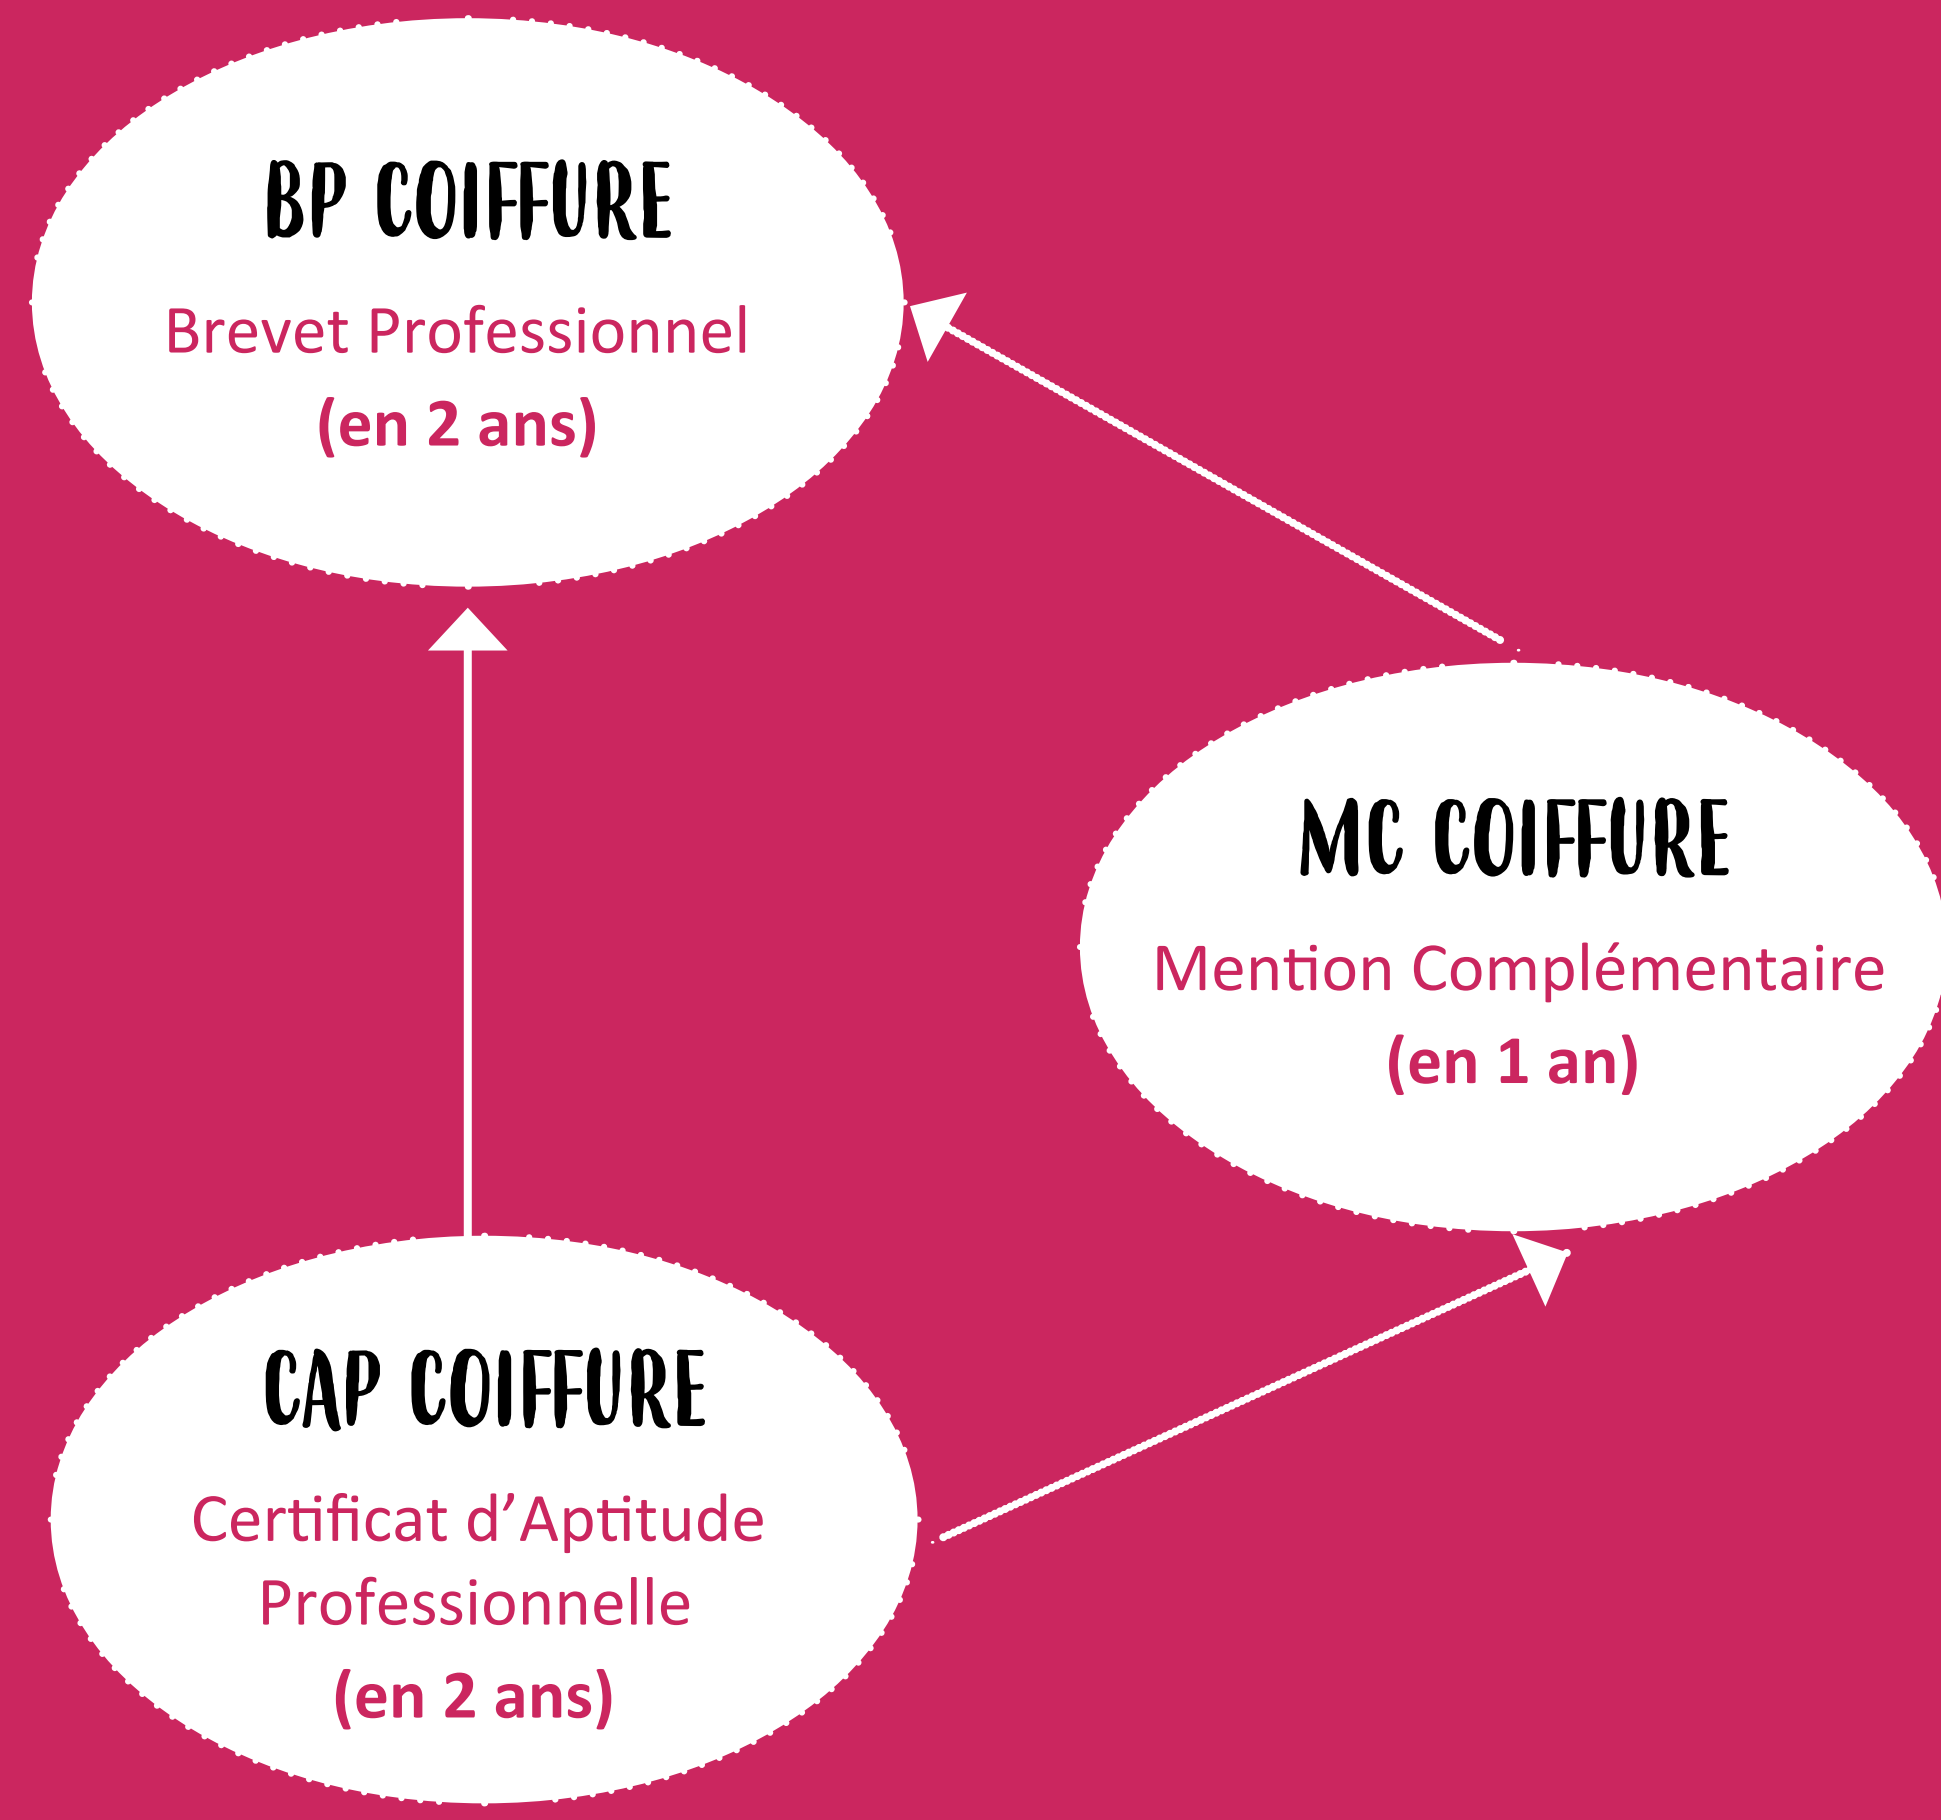 BP COIFFURE
Brevet Professionnel
(en 2 ans)
MC COIFFURE
Mention Complémentaire
(en 1 an)
CAP COIFFURE
Certificat d’Aptitude
Professionnelle
(en 2 ans)